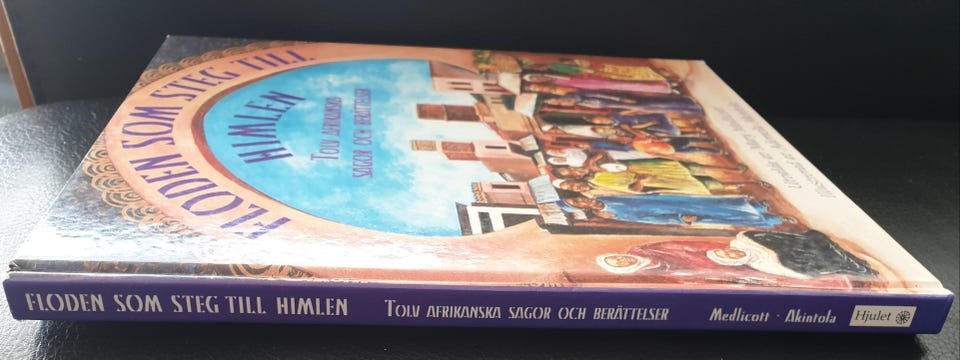 FLODEN SOM STEG TILL
HIMLEN
TOLV AFRIKANSKA
SAGOR OCH BERÄTTELSER
FLODEN SOM STEG TILL HIMLEN TOLV AFRIKANSKA SAGOR OCH BERÄTTELSER Medlicott · Akintola Hjulet